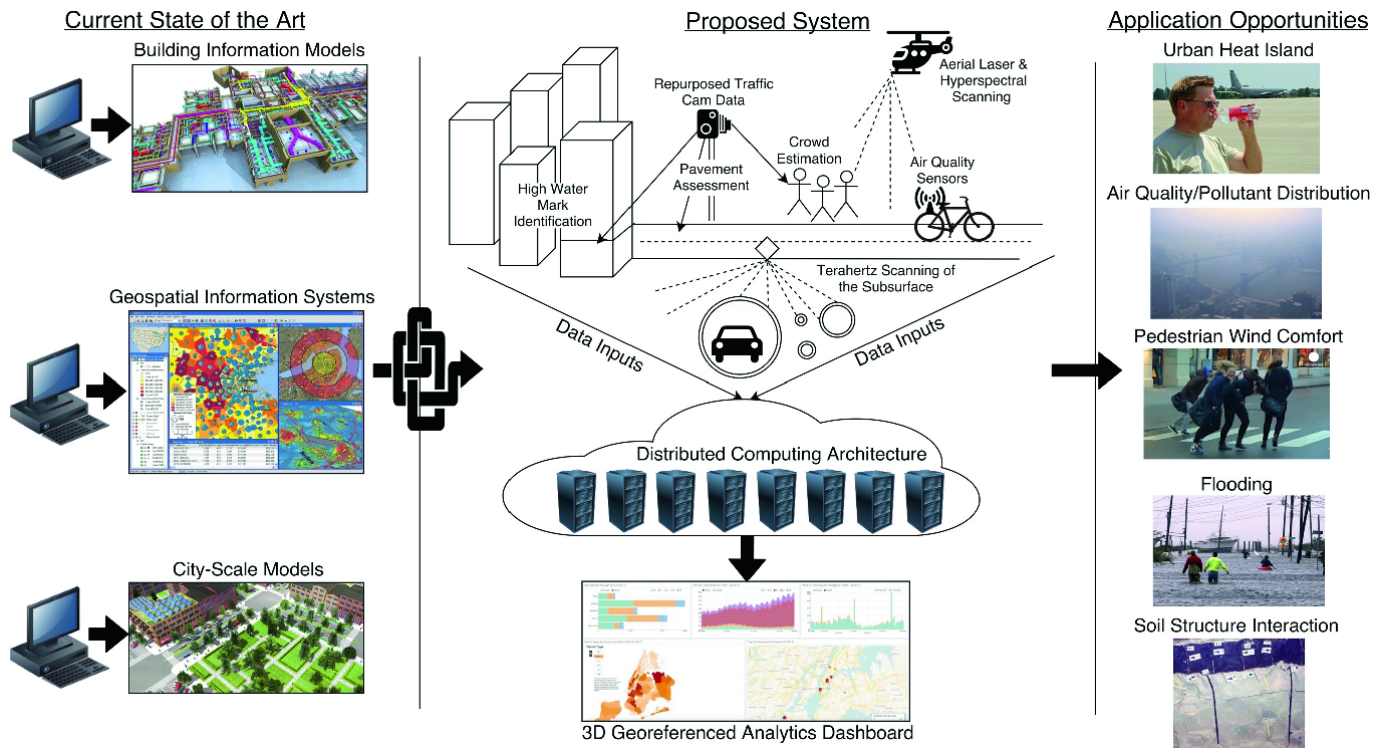 Current State of the Art
Building Information Models
Geospatial Information Systems
City-Scale Models
Proposed System
Repurposed Traffic
Cam Data
Aerial Laser &
Hyperspectral
Scanning
Crowd
Estimation
Pavement
Assessment
Air Quality
Sensors
High Water
Mark
Identification
Terahertz Scanning of
the Subsurface
Data Inputs
Data Inputs
Distributed Computing Architecture
3D Georeferenced Analytics Dashboard
Application Opportunities
Urban Heat Island
Air Quality/Pollutant Distribution
Pedestrian Wind Comfort
Flooding
Soil Structure Interaction